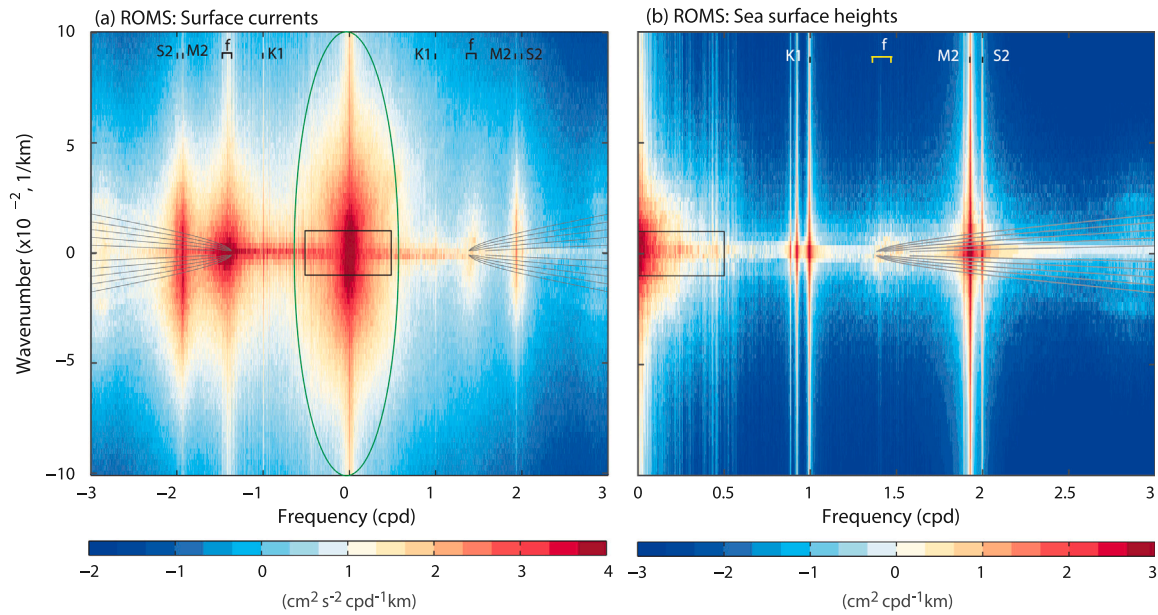 (a) ROMS: Surface currents
(b) ROMS: Sea surface heights
S2 M2 f K1 K1 f M2 S2
K1 f M2 S2
Wavenumber (x10⁻², 1/km)
10
5
0
−5
−10
−3 −2 −1 0 1 2 3
Frequency (cpd)
0 0.5 1 1.5 2 2.5 3
Frequency (cpd)
−2 −1 0 1 2 3 4
(cm² s⁻² cpd⁻¹km)
−3 −2 −1 0 1 2 3
(cm² cpd⁻¹km)